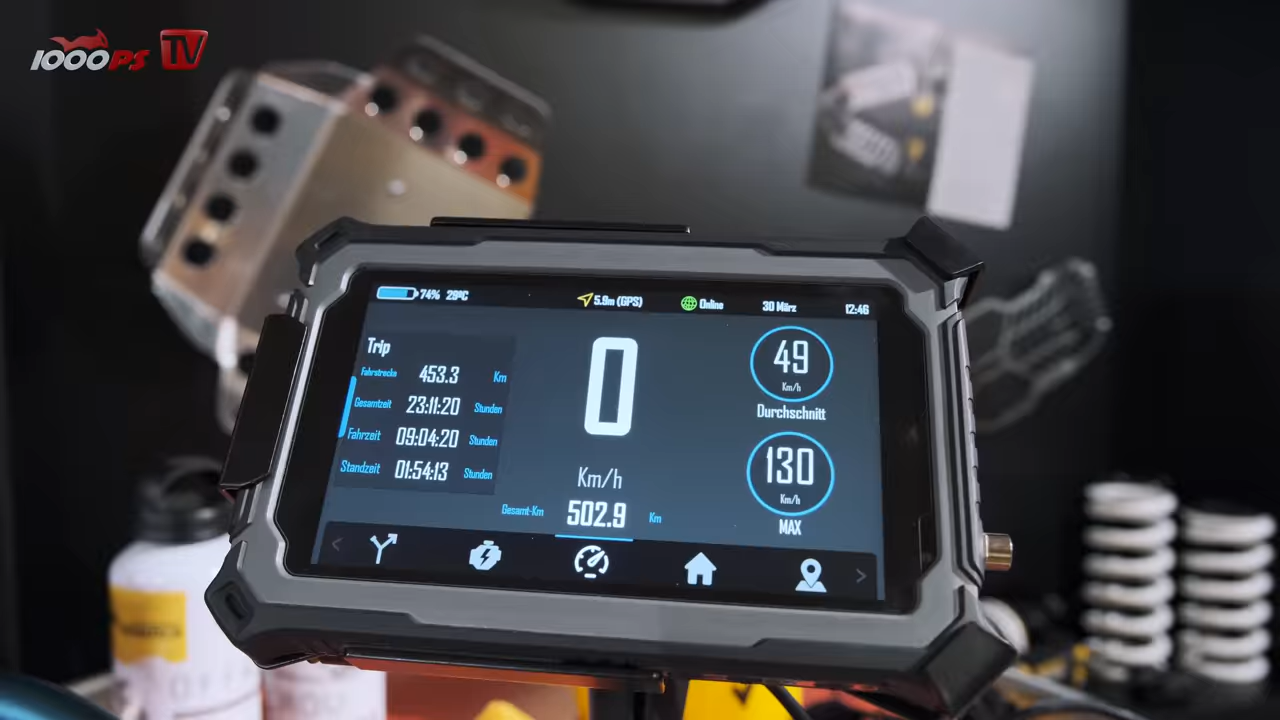 1000PS TV
74% 29ºC 5.9m (GPS) Online 30 März 12:46
Trip
Fahrstrecke 453.3 Km
Gesamtzeit 23:11:20 Stunden
Fahrzeit 09:04:20 Stunden
Standzeit 01:54:13 Stunden
0
Km/h
Gesamt-Km 502.9 Km
49
Km/h
Durchschnitt
130
Km/h
MAX